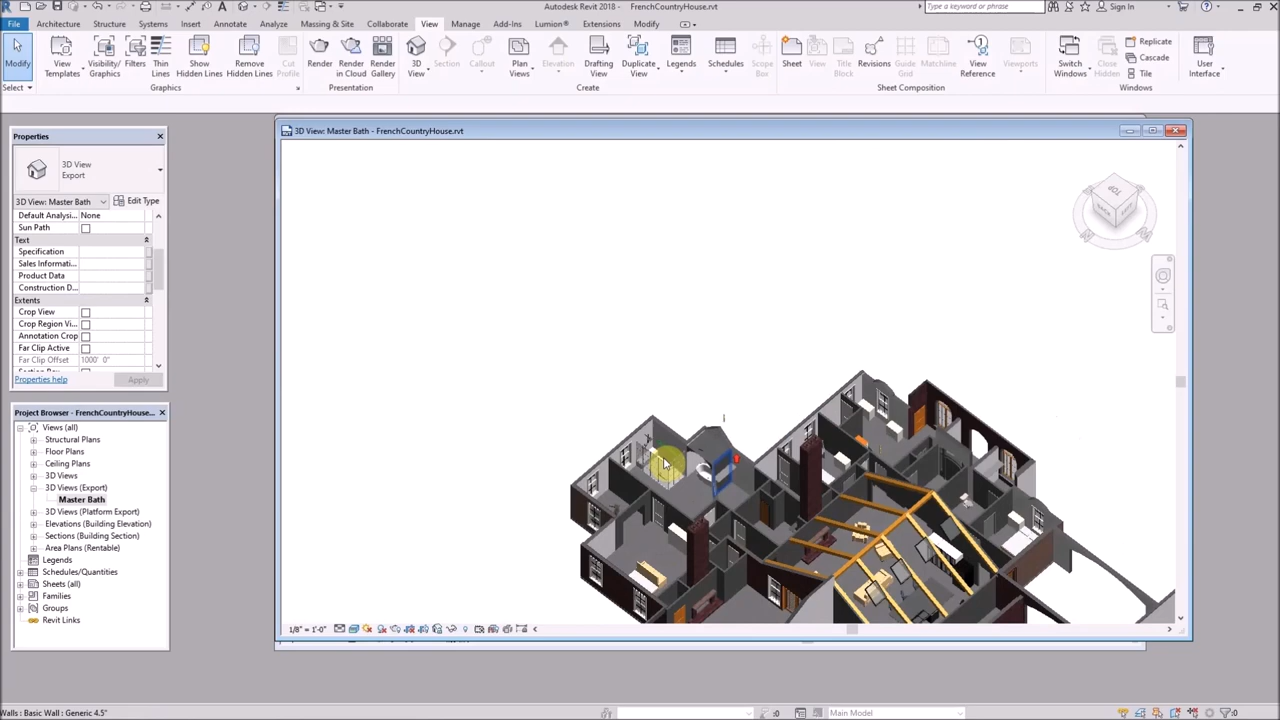 Autodesk Revit 2018 - FrenchCountryHouse.rvt
Type a keyword or phrase
Sign In
File Architecture Structure Systems Insert Annotate Analyze Massing & Site Collaborate View Manage Add-Ins Lumion® Extensions Modify
Modify
View Templates
Visibility/ Graphics
Filters
Thin Lines
Show Hidden Lines
Remove Hidden Lines
Cut Profile
Render
Render in Cloud
Render Gallery
3D View
Section
Callout
Plan Views
Elevation
Drafting View
Duplicate View
Legends
Schedules
Scope Box
Sheet
View
Title Block
Revisions
Guide Grid
Matchline
View Reference
Viewports
Switch Windows
Close Hidden
Replicate
Cascade
Tile
User Interface
Select
Graphics
Presentation
Create
Sheet Composition
Windows
Properties
3D View
Export
3D View: Master Bath
Edit Type
Default Analysi... None
Sun Path
Text
Specification
Sales Informati...
Product Data
Construction D...
Extents
Crop View
Crop Region Vi...
Annotation Crop
Far Clip Active
Far Clip Offset 1000' 0"
Properties help
Apply
Project Browser - FrenchCountryHouse...
Views (all)
Structural Plans
Floor Plans
Ceiling Plans
3D Views
3D Views (Export)
Master Bath
3D Views (Platform Export)
Elevations (Building Elevation)
Sections (Building Section)
Area Plans (Rentable)
Legends
Schedules/Quantities
Sheets (all)
Families
Groups
Revit Links
3D View: Master Bath - FrenchCountryHouse.rvt
TOP
BACK
LEFT
1/8" = 1'-0"
Walls : Basic Wall : Generic 4.5"
:0
Main Model
:0